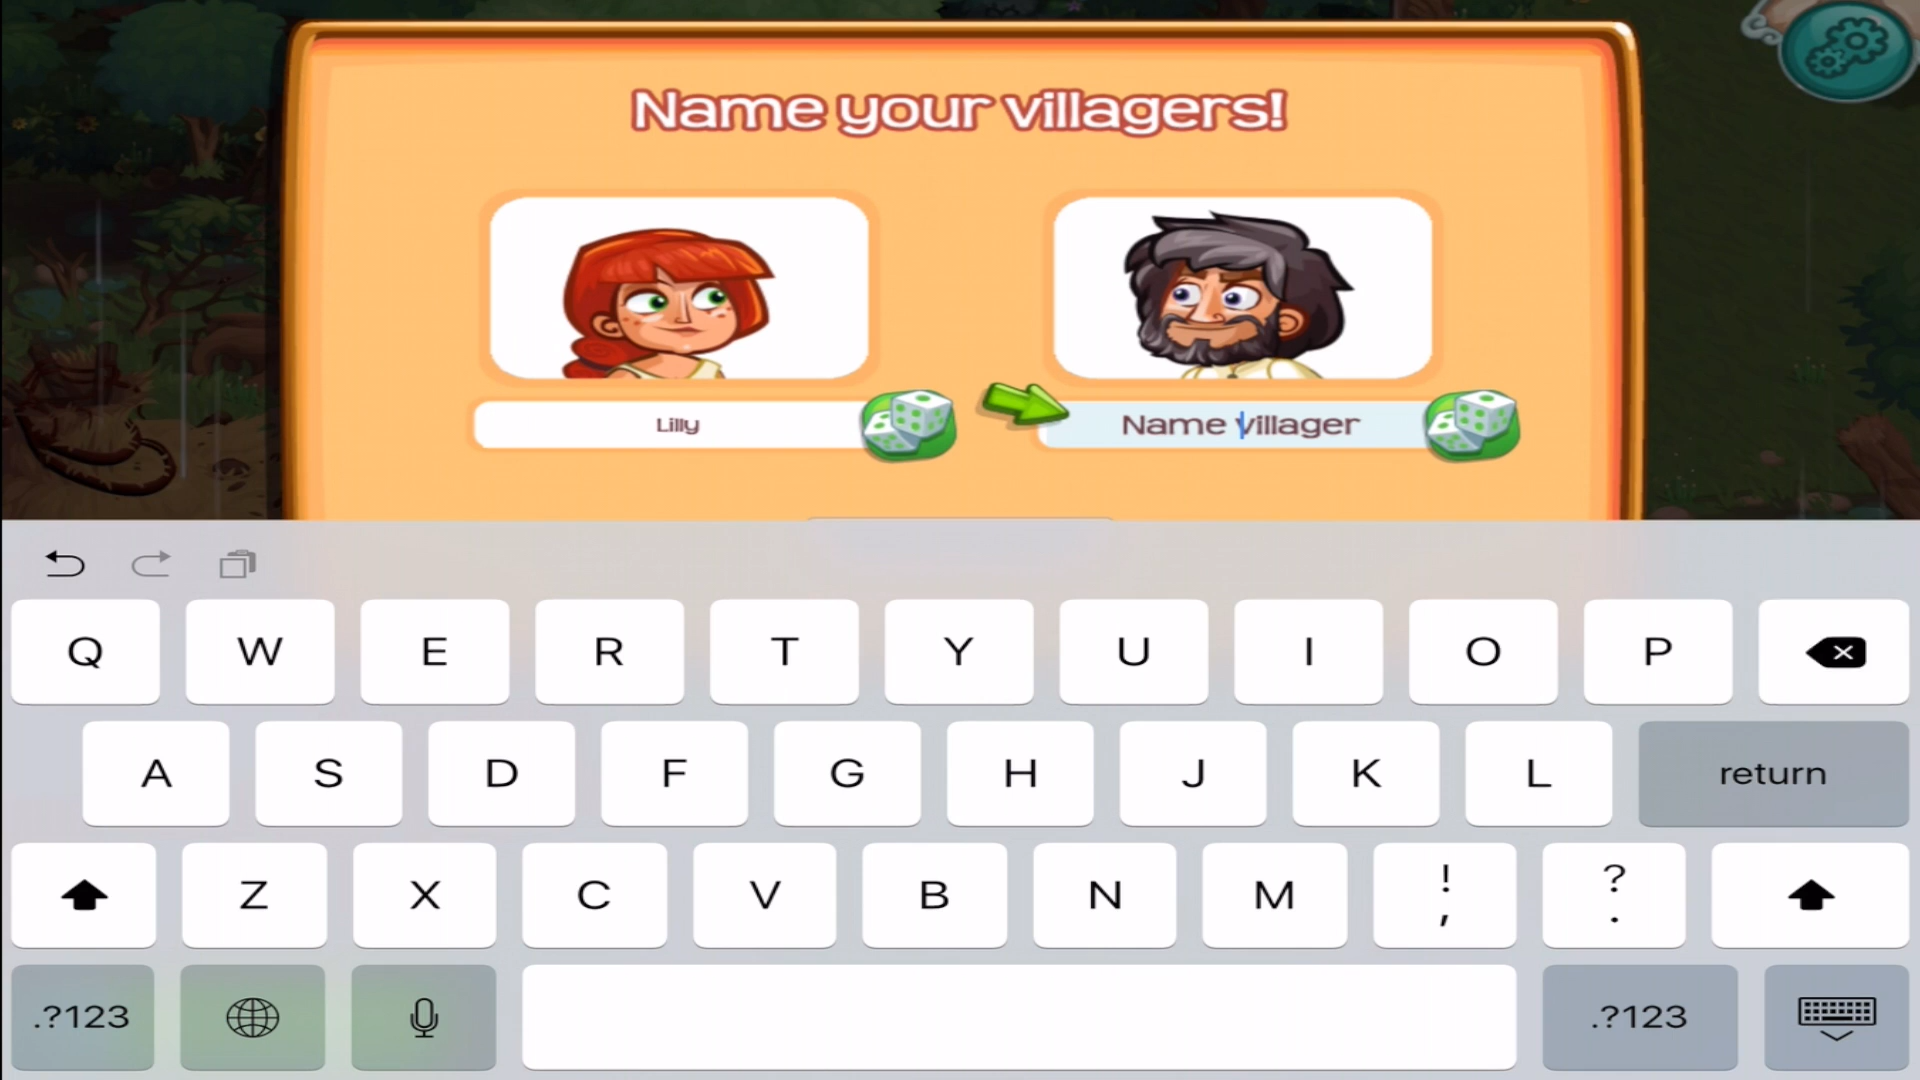 Name your villagers!
Lilly
Name villager
Q W E R T Y U I O P
A S D F G H J K L return
Z X C V B N M ! , ? .
.?123 .?123